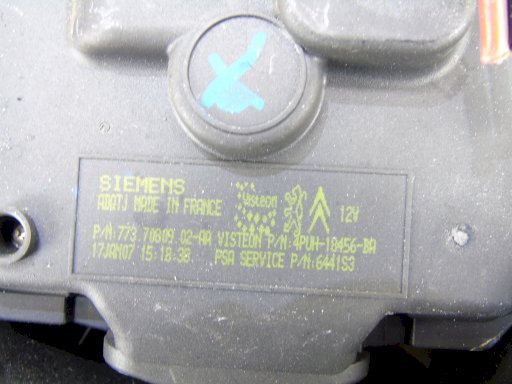 SIEMENS
ADATJ MADE IN FRANCE
Visteon
12V
P/N:773.70809.02-AA VISTEON P/N:4PUH-18456-BA
17JAN07 15:18:38 PSA SERVICE P/N:6441S3